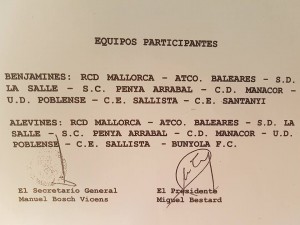 EQUIPOS PARTICIPANTES
BENJAMINES: RCD MALLORCA - ATCO. BALEARES - S.D.
LA SALLE - S.C. PENYA ARRABAL - C.D. MANACOR -
U.D. POBLENSE - C.E. SALLISTA - C.E. SANTANYI
ALEVINES: RCD MALLORCA - ATCO. BALEARES - S.D. LA
SALLE - S.C. PENYA ARRABAL - C.D. MANACOR - U.D.
POBLENSE - C.E. SALLISTA - BUNYOLA F.C.
El Secretario General El Presidente
Manuel Bosch Vicens Miguel Bestard